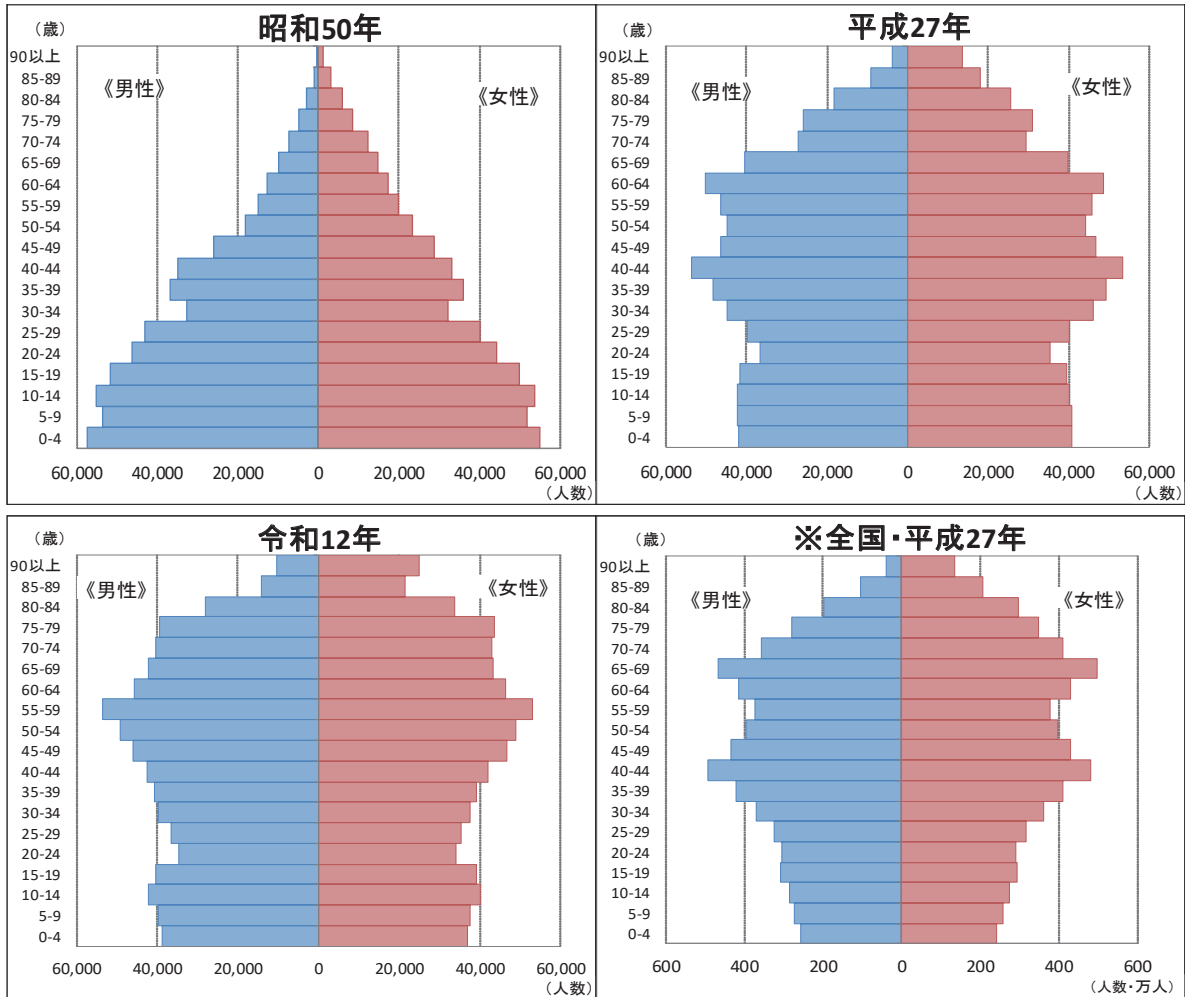 昭和50年
（歳）
《男性》
《女性》
90以上
85-89
80-84
75-79
70-74
65-69
60-64
55-59
50-54
45-49
40-44
35-39
30-34
25-29
20-24
15-19
10-14
5-9
0-4
60,000 40,000 20,000 0 20,000 40,000 60,000
（人数）
平成27年
（歳）
《男性》
《女性》
90以上
85-89
80-84
75-79
70-74
65-69
60-64
55-59
50-54
45-49
40-44
35-39
30-34
25-29
20-24
15-19
10-14
5-9
0-4
60,000 40,000 20,000 0 20,000 40,000 60,000
（人数）
令和12年
（歳）
《男性》
《女性》
90以上
85-89
80-84
75-79
70-74
65-69
60-64
55-59
50-54
45-49
40-44
35-39
30-34
25-29
20-24
15-19
10-14
5-9
0-4
60,000 40,000 20,000 0 20,000 40,000 60,000
（人数）
※全国・平成27年
（歳）
《男性》
《女性》
90以上
85-89
80-84
75-79
70-74
65-69
60-64
55-59
50-54
45-49
40-44
35-39
30-34
25-29
20-24
15-19
10-14
5-9
0-4
600 400 200 0 200 400 600
（人数・万人）